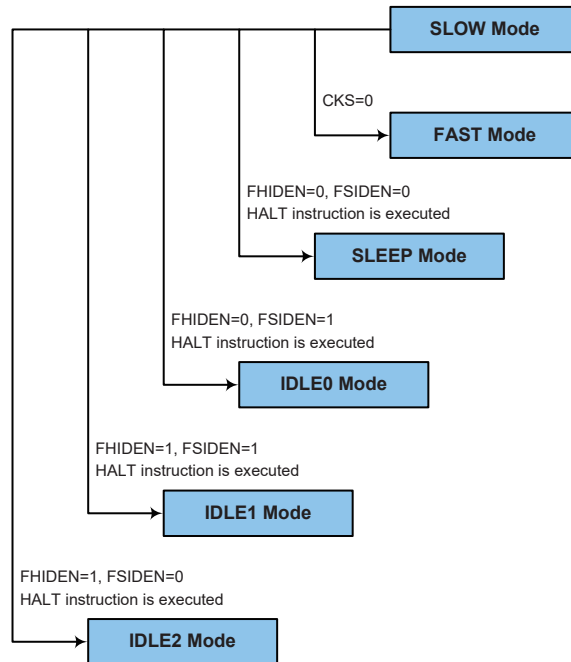 SLOW Mode
CKS=0
FAST Mode
FHIDEN=0, FSIDEN=0
HALT instruction is executed
SLEEP Mode
FHIDEN=0, FSIDEN=1
HALT instruction is executed
IDLE0 Mode
FHIDEN=1, FSIDEN=1
HALT instruction is executed
IDLE1 Mode
FHIDEN=1, FSIDEN=0
HALT instruction is executed
IDLE2 Mode